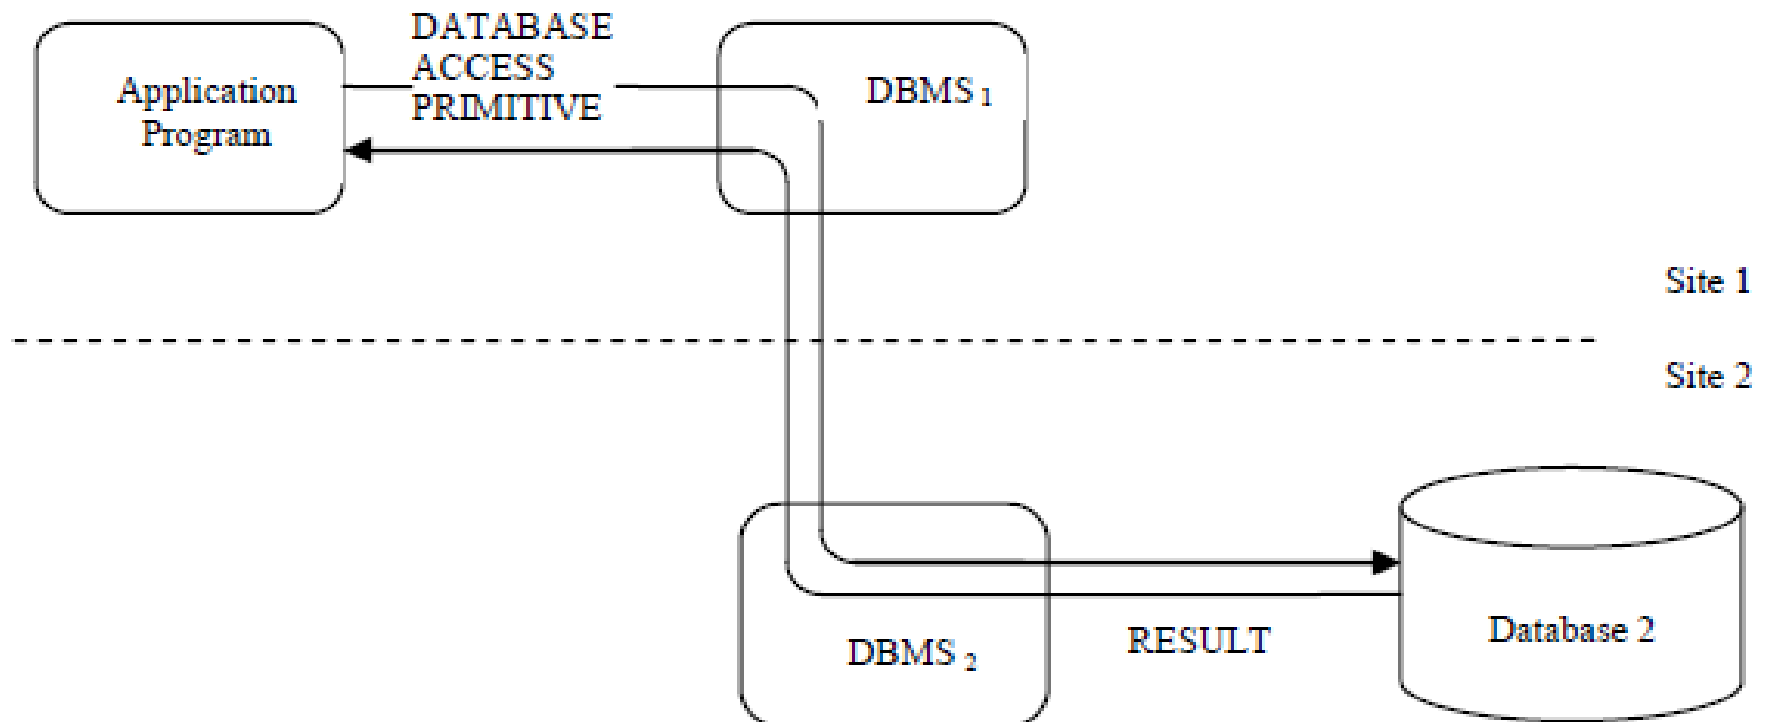 Application
Program
DATABASE
ACCESS
PRIMITIVE
DBMS 1
Site 1
Site 2
DBMS 2
RESULT
Database 2